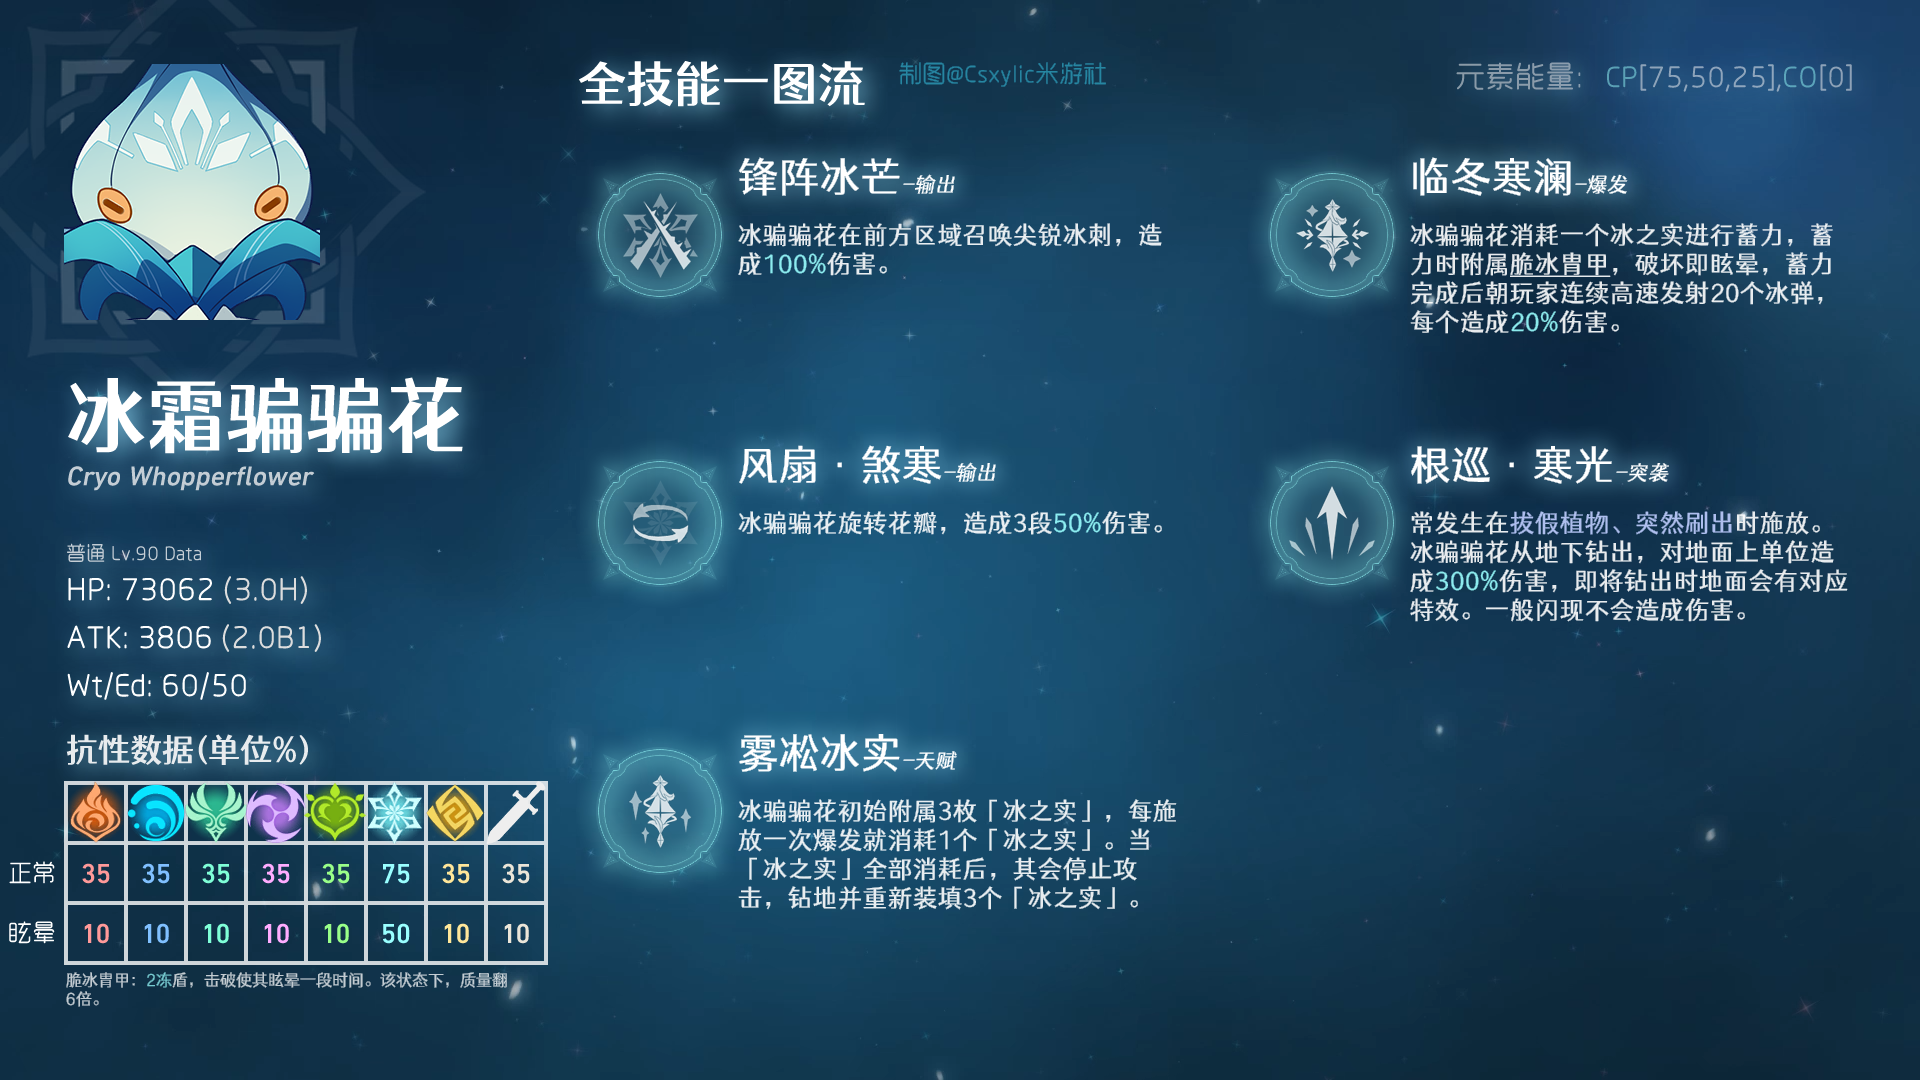 全技能一图流
制图@Csxylic米游社
元素能量: CP[75,50,25],CO[0]
冰霜骗骗花
Cryo Whopperflower
普通 Lv.90 Data
HP: 73062 (3.0H)
ATK: 3806 (2.0B1)
Wt/Ed: 60/50
抗性数据(单位%)
正常 35 35 35 35 35 75 35 35
眩晕 10 10 10 10 10 50 10 10
脆冰胄甲：2冻盾，击破使其眩晕一段时间。该状态下，质量翻
6倍。
锋阵冰芒-输出
冰骗骗花在前方区域召唤尖锐冰刺，造
成100%伤害。
临冬寒澜-爆发
冰骗骗花消耗一个冰之实进行蓄力，蓄
力时附属脆冰胄甲，破坏即眩晕，蓄力
完成后朝玩家连续高速发射20个冰弹，
每个造成20%伤害。
风扇 · 煞寒-输出
冰骗骗花旋转花瓣，造成3段50%伤害。
根巡 · 寒光-突袭
常发生在拔假植物、突然刷出时施放。
冰骗骗花从地下钻出，对地面上单位造
成300%伤害，即将钻出时地面会有对应
特效。一般闪现不会造成伤害。
雾凇冰实-天赋
冰骗骗花初始附属3枚「冰之实」，每施
放一次爆发就消耗1个「冰之实」。当
「冰之实」全部消耗后，其会停止攻
击，钻地并重新装填3个「冰之实」。